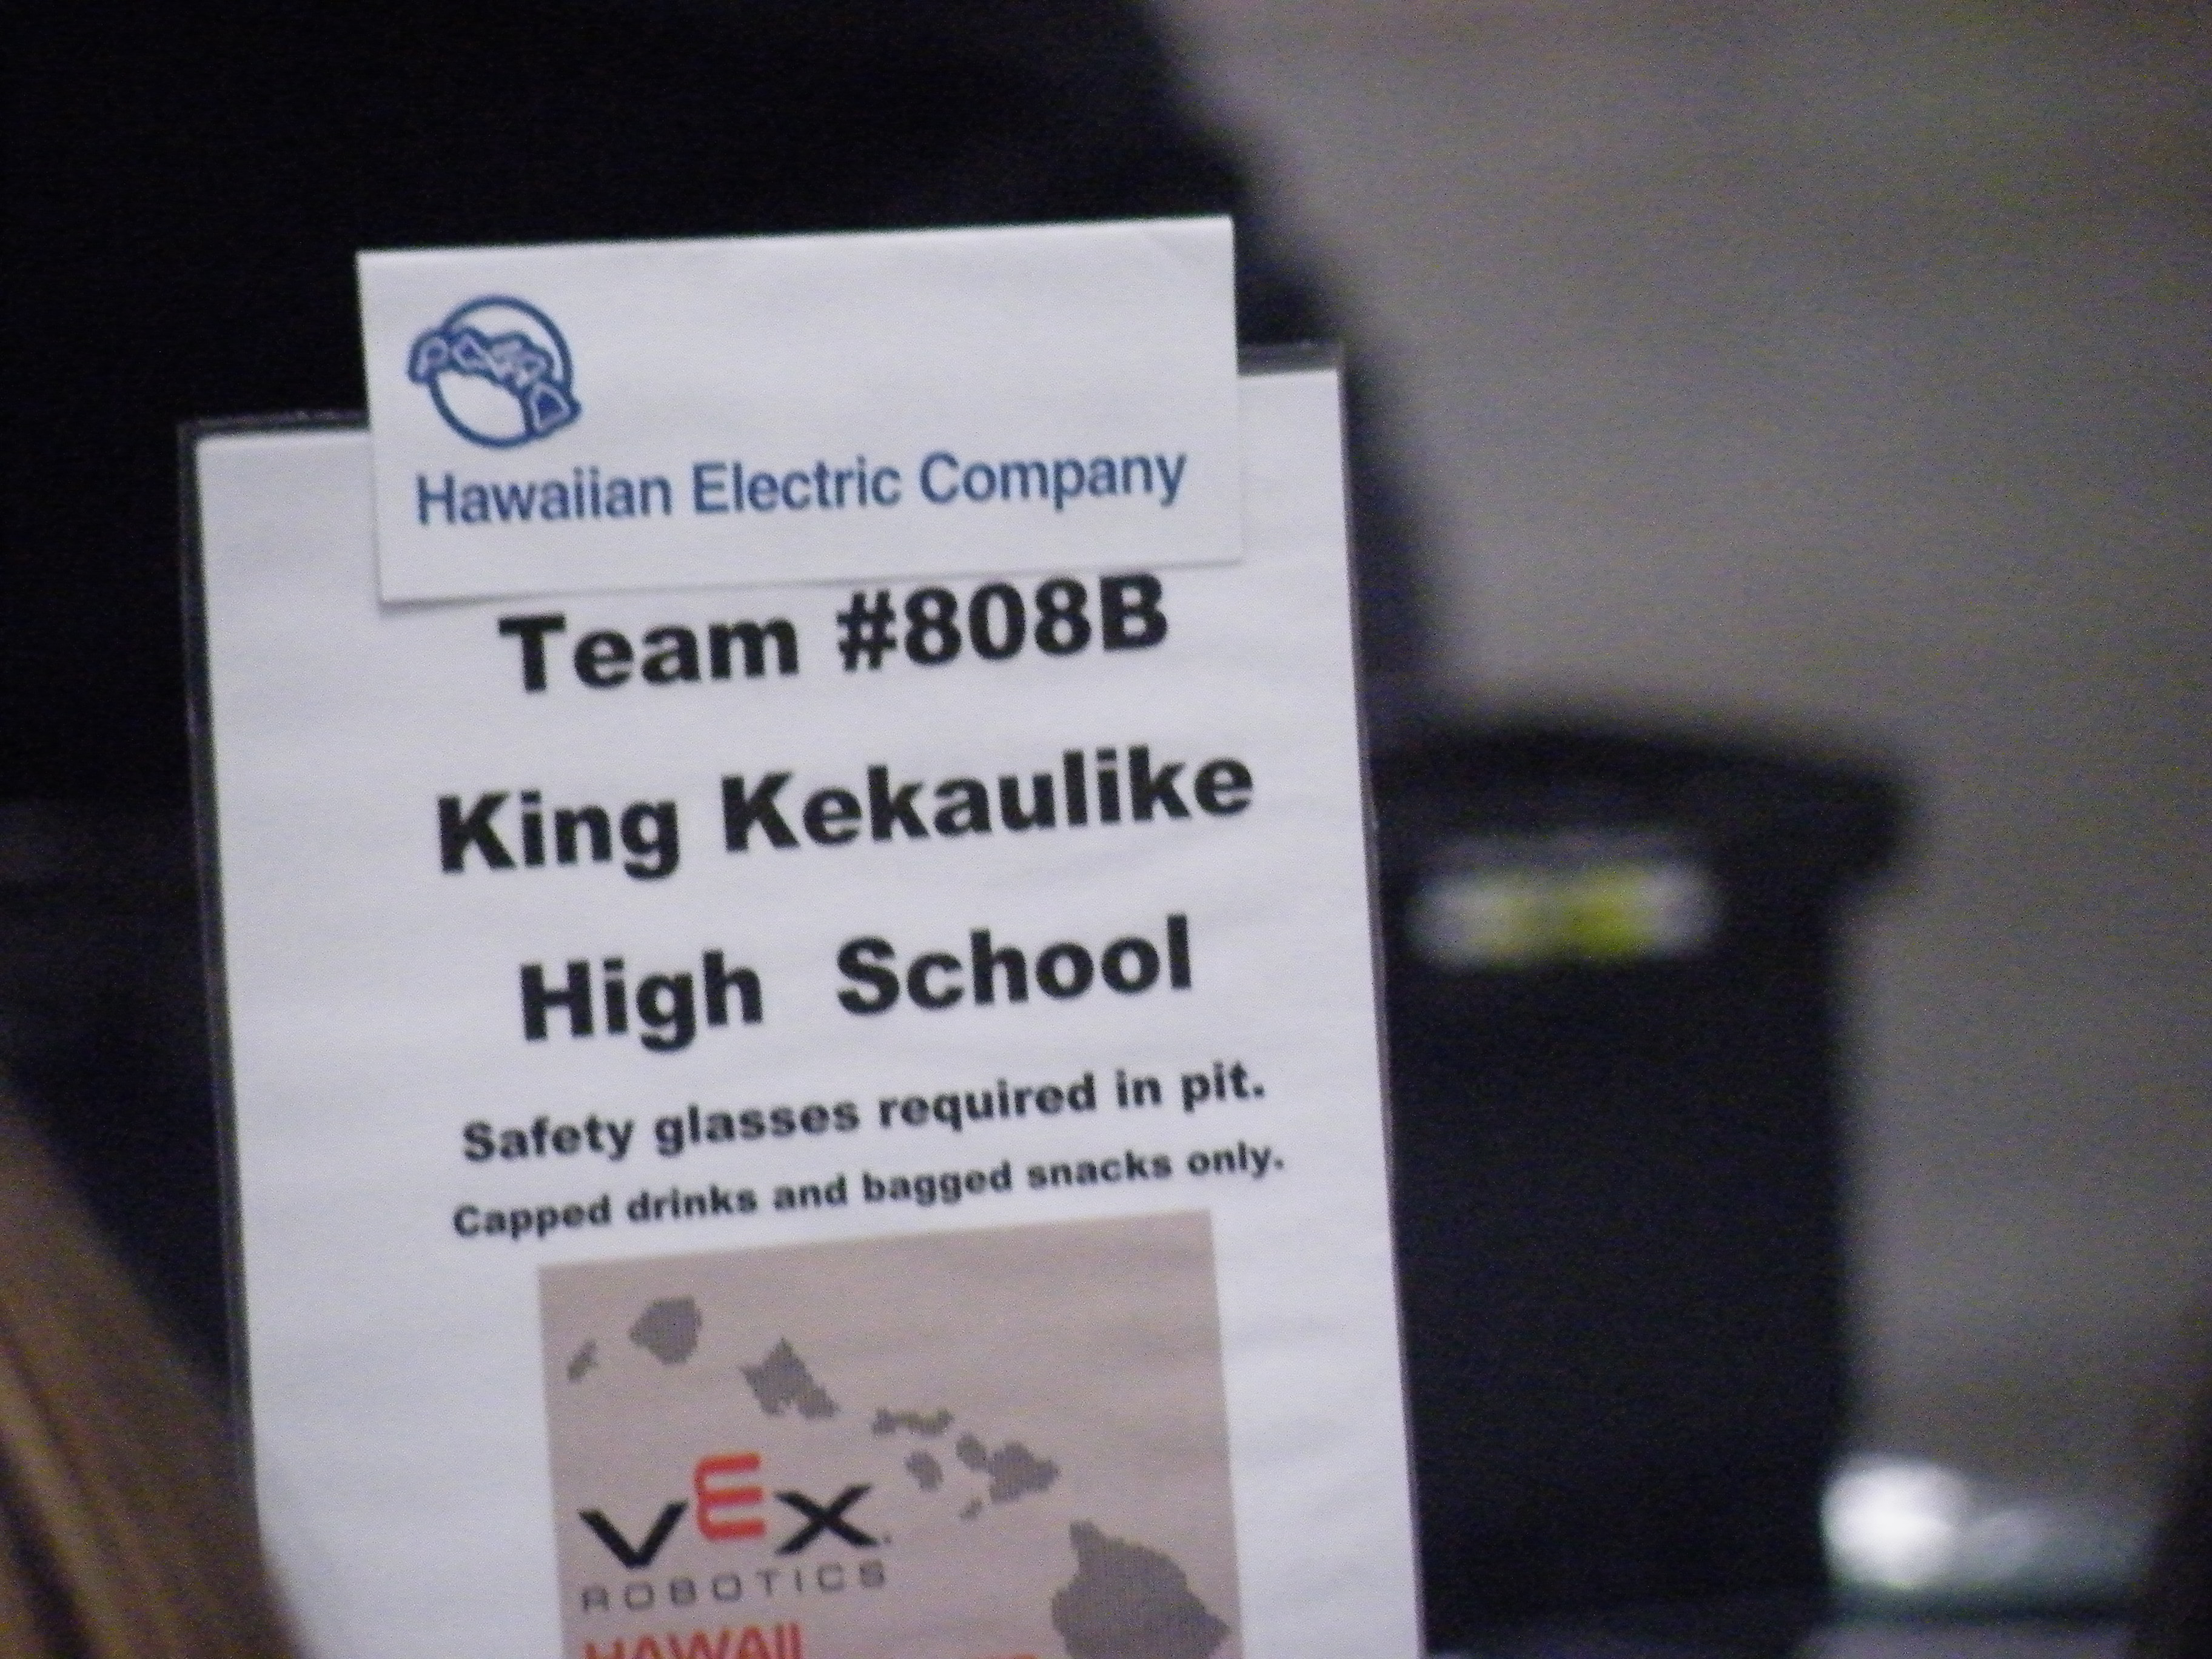 Hawaiian Electric Company
Team #808B
King Kekaulike
High School
Safety glasses required in pit.
Capped drinks and bagged snacks only.
vEx
ROBOTICS
HAWAII